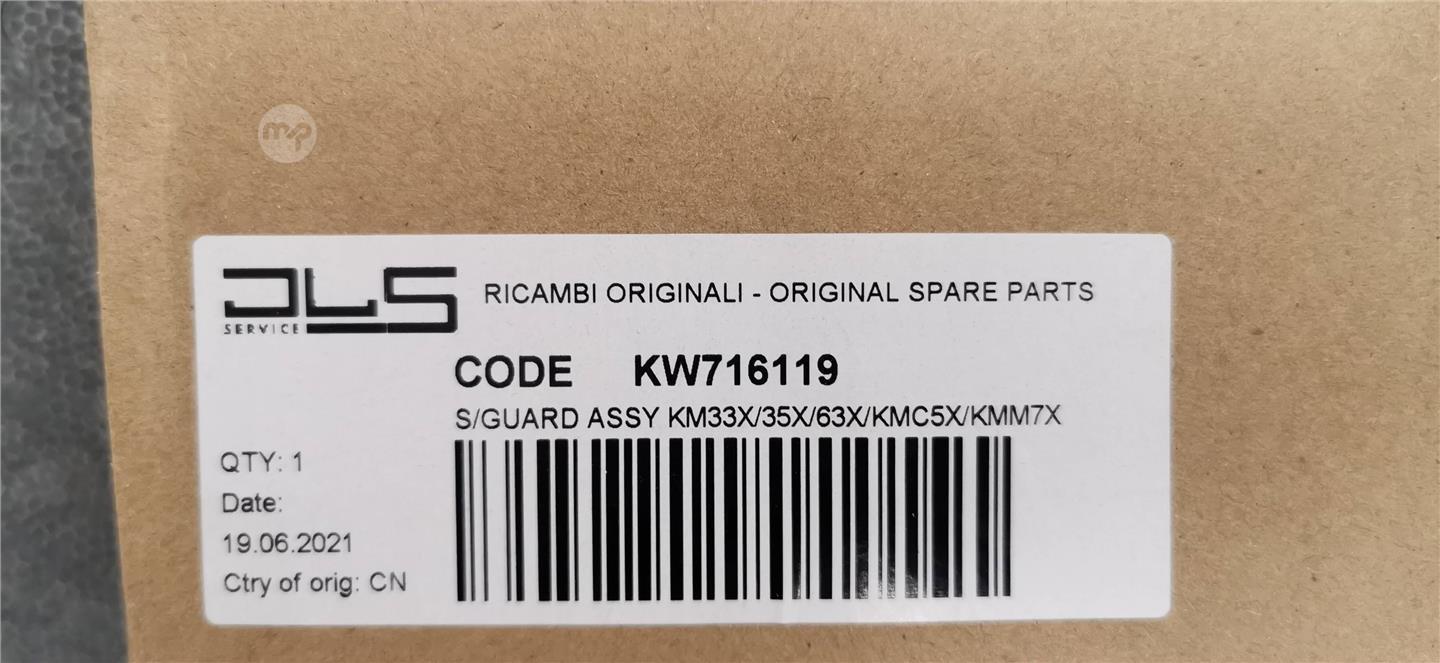 mp
DLS SERVICE
RICAMBI ORIGINALI - ORIGINAL SPARE PARTS
CODE KW716119
S/GUARD ASSY KM33X/35X/63X/KMC5X/KMM7X
QTY: 1
Date:
19.06.2021
Ctry of orig: CN